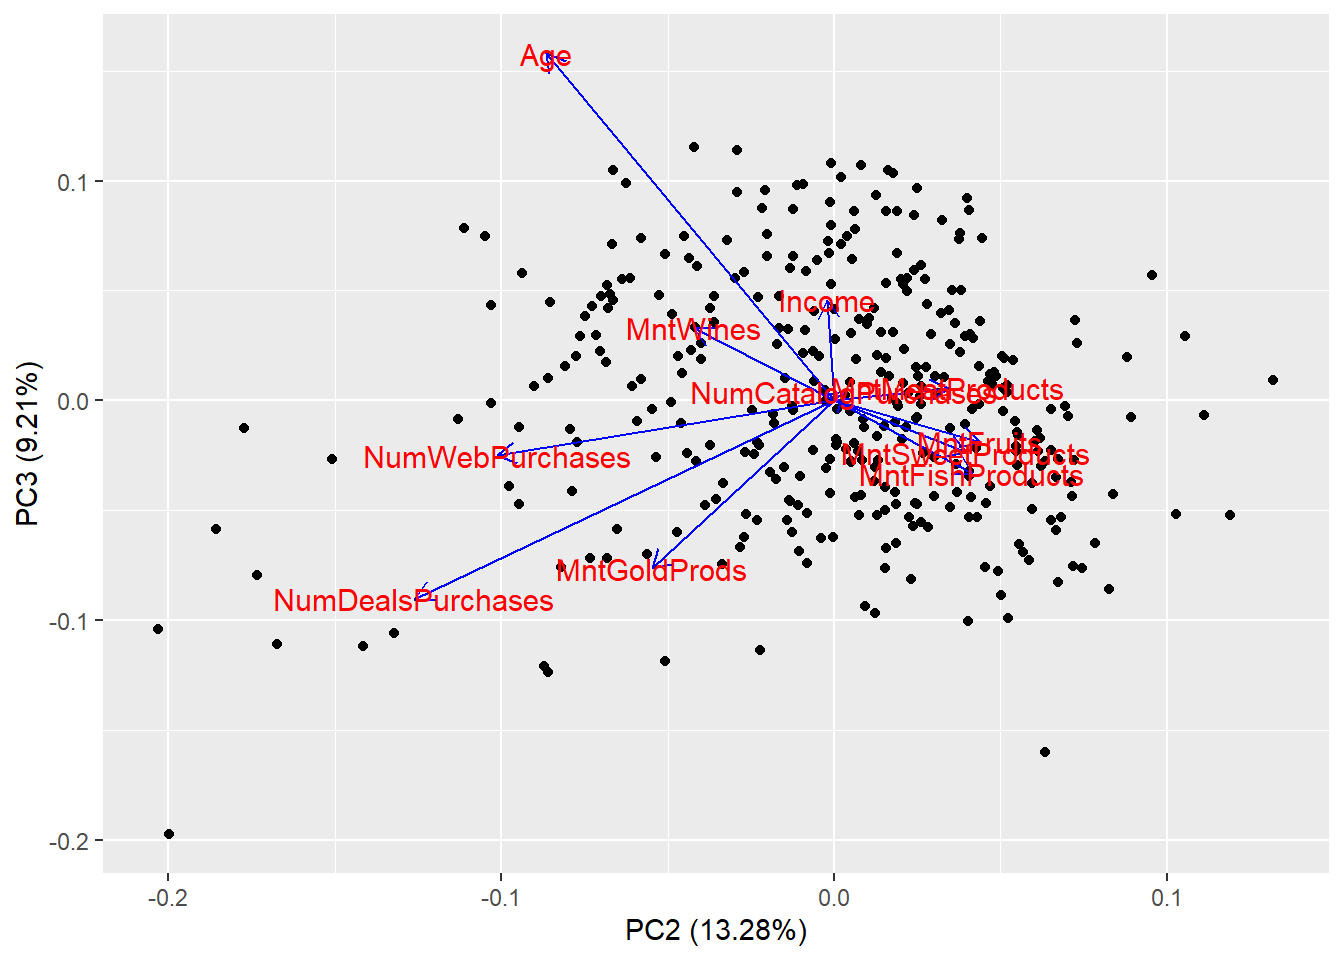 Age
0.1
Income
MntWines
MntMeatProducts
NumCatalogPurchases
0.0
MntFruits
NumWebPurchases
MntSweetProducts
MntFishProducts
MntGoldProds
NumDealsPurchases
-0.1
-0.2
-0.2 -0.1 0.0 0.1
PC2 (13.28%)
PC3 (9.21%)